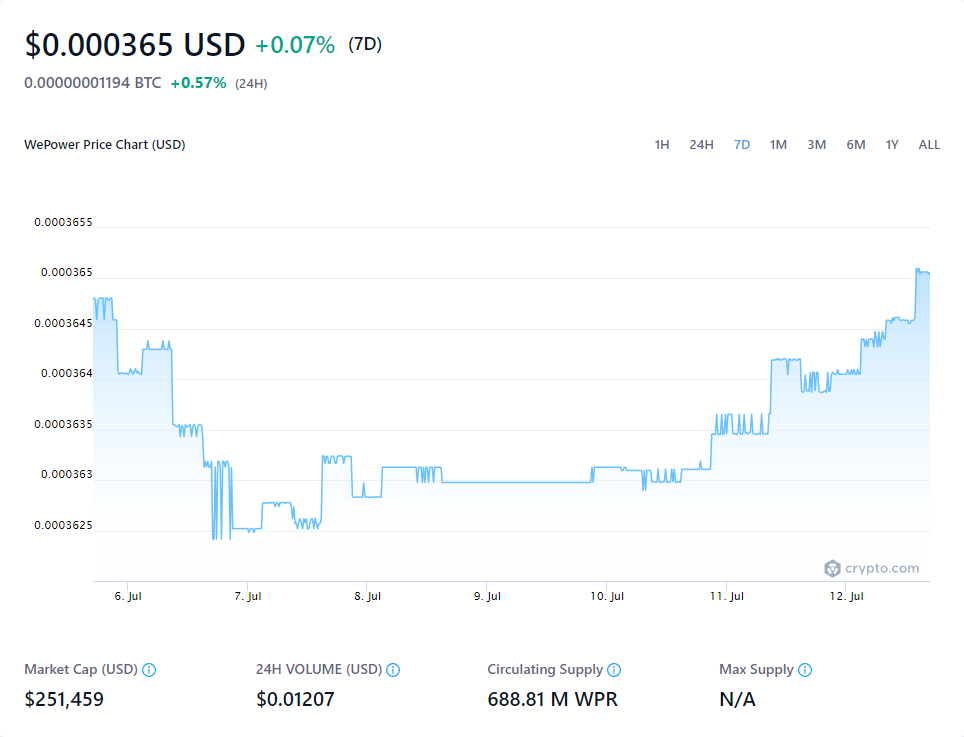 $0.000365 USD +0.07% (7D)
0.00000001194 BTC +0.57% (24H)
WePower Price Chart (USD) 1H 24H 7D 1M 3M 6M 1Y ALL
0.0003655
0.000365
0.0003645
0.000364
0.0003635
0.000363
0.0003625
crypto.com
6. Jul 7. Jul 8. Jul 9. Jul 10. Jul 11. Jul 12. Jul
Market Cap (USD) 24H VOLUME (USD) Circulating Supply Max Supply
$251,459 $0.01207 688.81 M WPR N/A